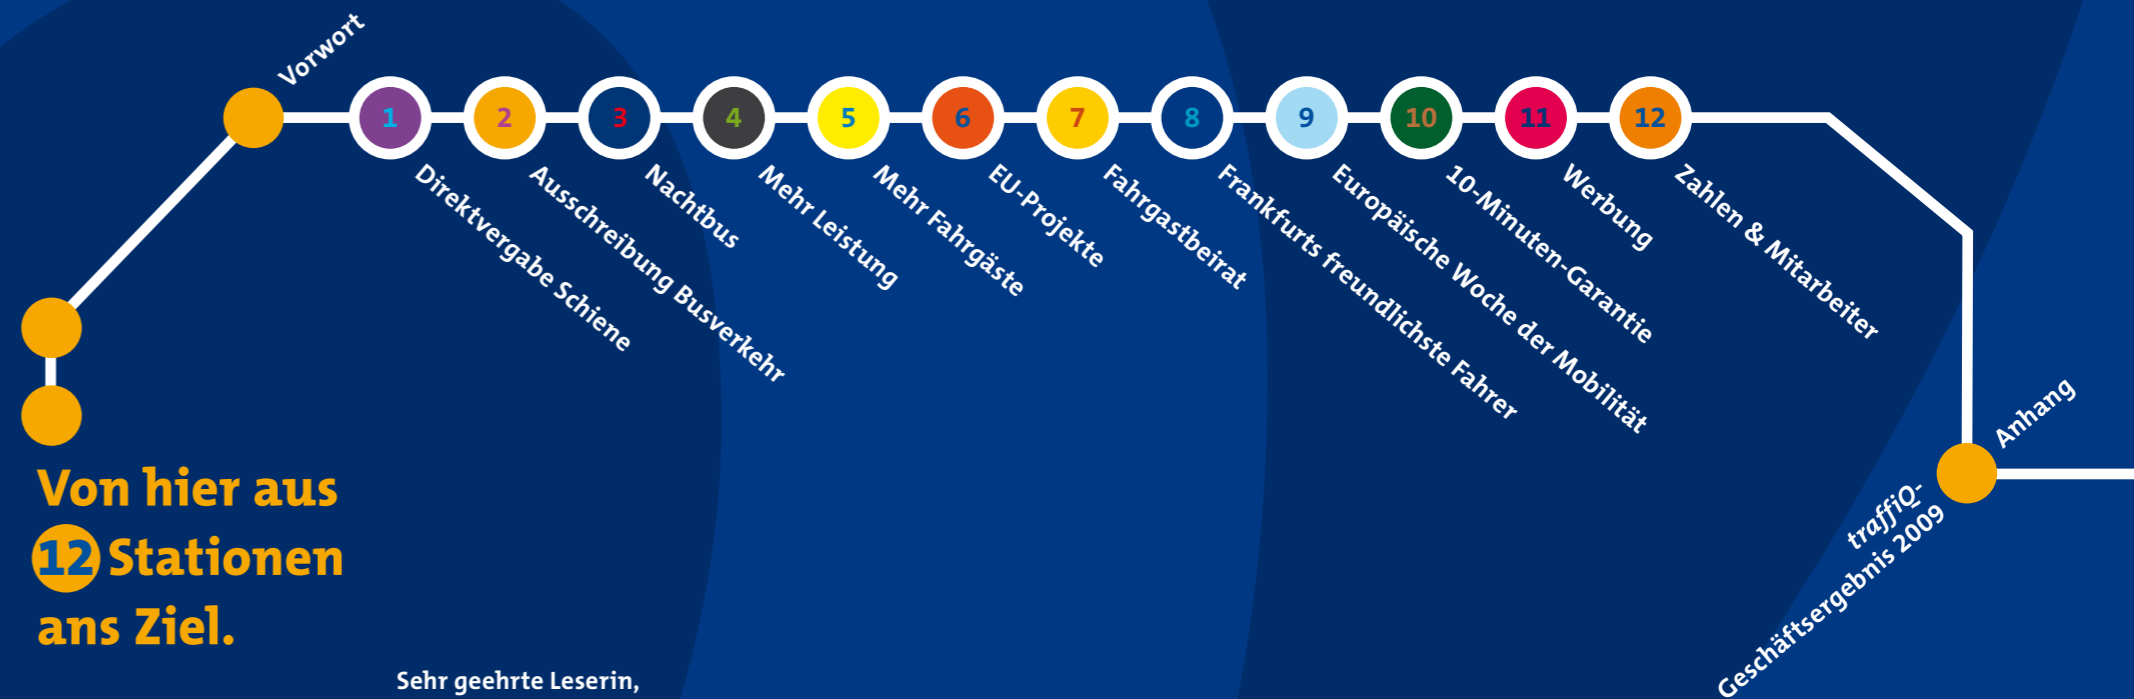 Vorwort
1
2
3
4
5
6
7
8
9
10
11
12
Direktvergabe Schiene
Ausschreibung Busverkehr
Nachtbus
Mehr Leistung
Mehr Fahrgäste
EU-Projekte
Fahrgastbeirat
Frankfurts freundlichste Fahrer
Europäische Woche der Mobilität
10-Minuten-Garantie
Werbung
Zahlen & Mitarbeiter
Anhang
traffiQ-
Geschäftsergebnis 2009
Von hier aus
12 Stationen
ans Ziel.
Sehr geehrte Leserin,